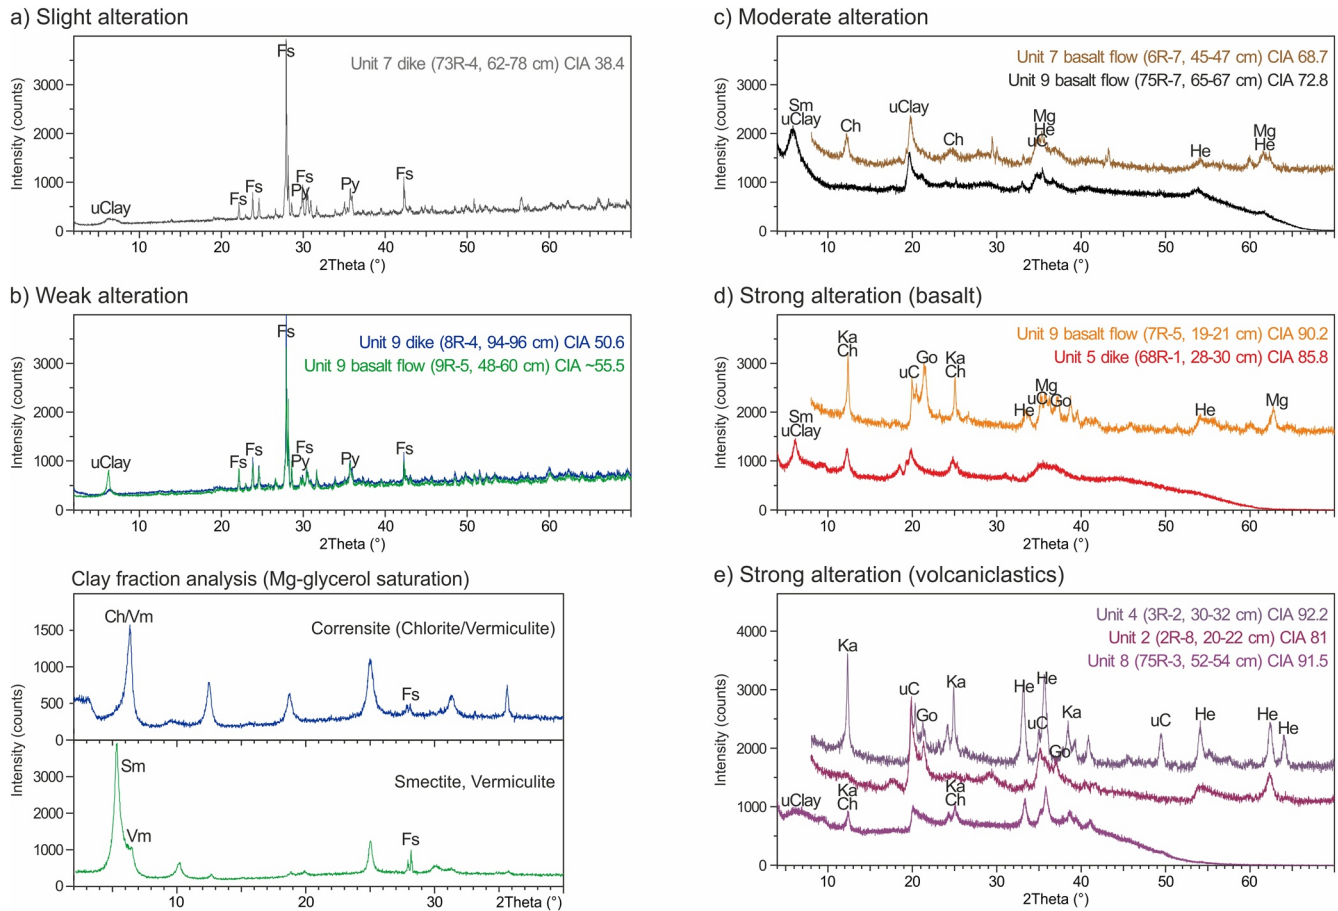 a) Slight alteration
Unit 7 dike (73R-4, 62-78 cm) CIA 38.4
Intensity (counts)
3000
2000
1000
0
uClay
Fs
Fs
Fs
Py
Fs
Py
Fs
10
20
30
40
50
60
2Theta (°)
b) Weak alteration
Unit 9 dike (8R-4, 94-96 cm) CIA 50.6
Unit 9 basalt flow (9R-5, 48-60 cm) CIA ~55.5
Intensity (counts)
3000
2000
1000
0
uClay
Fs
Fs
Fs
Py
Fs
Py
Fs
10
20
30
40
50
60
2Theta (°)
Clay fraction analysis (Mg-glycerol saturation)
Corrensite (Chlorite/Vermiculite)
Intensity (counts)
1500
1000
500
0
Ch/Vm
Fs
Smectite, Vermiculite
3000
2000
1000
0
Sm
Vm
Fs
10
20
30
2Theta (°)
c) Moderate alteration
Unit 7 basalt flow (6R-7, 45-47 cm) CIA 68.7
Unit 9 basalt flow (75R-7, 65-67 cm) CIA 72.8
Intensity (counts)
3000
2000
1000
0
Sm
uClay
Ch
uClay
Ch
Mg
He
uC
He
Mg
He
10
20
30
40
50
60
2Theta (°)
d) Strong alteration (basalt)
Unit 9 basalt flow (7R-5, 19-21 cm) CIA 90.2
Unit 5 dike (68R-1, 28-30 cm) CIA 85.8
Intensity (counts)
3000
2000
1000
0
Sm
uClay
Ka
Ch
uC
Go
Ka
Ch
He
Mg
uC
Go
He
Mg
10
20
30
40
50
60
2Theta (°)
e) Strong alteration (volcaniclastics)
Unit 4 (3R-2, 30-32 cm) CIA 92.2
Unit 2 (2R-8, 20-22 cm) CIA 81
Unit 8 (75R-3, 52-54 cm) CIA 91.5
Intensity (counts)
4000
3000
2000
1000
0
Ka
uC
Go
Ka
He
He
uC
Go
Ka
uC
He
He
He
uClay
Ka
Ch
Ka
Ch
10
20
30
40
50
60
2Theta (°)